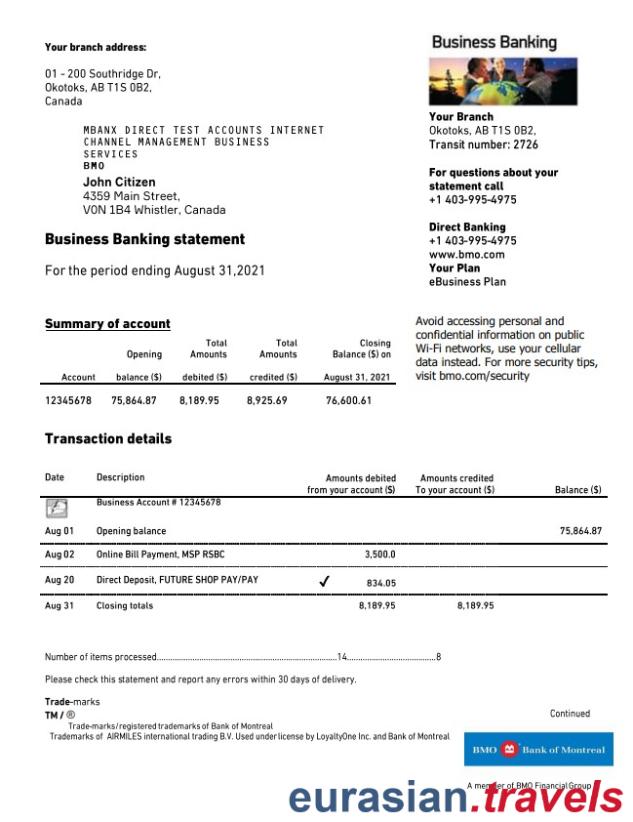 Your branch address:
01 - 200 Southridge Dr,
Okotoks, AB T1S 0B2,
Canada
MBANX DIRECT TEST ACCOUNTS INTERNET
CHANNEL MANAGEMENT BUSINESS
SERVICES
BMO
John Citizen
4359 Main Street,
V0N 1B4 Whistler, Canada
Business Banking statement
For the period ending August 31,2021
Business Banking
Your Branch
Okotoks, AB T1S 0B2,
Transit number: 2726
For questions about your
statement call
+1 403-995-4975
Direct Banking
+1 403-995-4975
www.bmo.com
Your Plan
eBusiness Plan
Summary of account
Total Total Closing
Opening Amounts Amounts Balance ($) on
Account balance ($) debited ($) credited ($) August 31, 2021
12345678 75,864.87 8,189.95 8,925.69 76,600.61
Avoid accessing personal and
confidential information on public
Wi-Fi networks, use your cellular
data instead. For more security tips,
visit bmo.com/security
Transaction details
Date Description Amounts debited Amounts credited
from your account ($) To your account ($) Balance ($)
Business Account # 12345678
Aug 01 Opening balance 75,864.87
Aug 02 Online Bill Payment, MSP RSBC 3,500.0
Aug 20 Direct Deposit, FUTURE SHOP PAY/PAY ✓ 834.05
Aug 31 Closing totals 8,189.95 8,189.95
Number of items processed.....14.....8
Please check this statement and report any errors within 30 days of delivery.
Trade-marks
TM / ®
Trade-marks/registered trademarks of Bank of Montreal
Trademarks of AIRMILES international trading B.V. Used under license by LoyaltyOne Inc. and Bank of Montreal
Continued
BMO Bank of Montreal
A member of BMO Financial Group
eurasian.travels